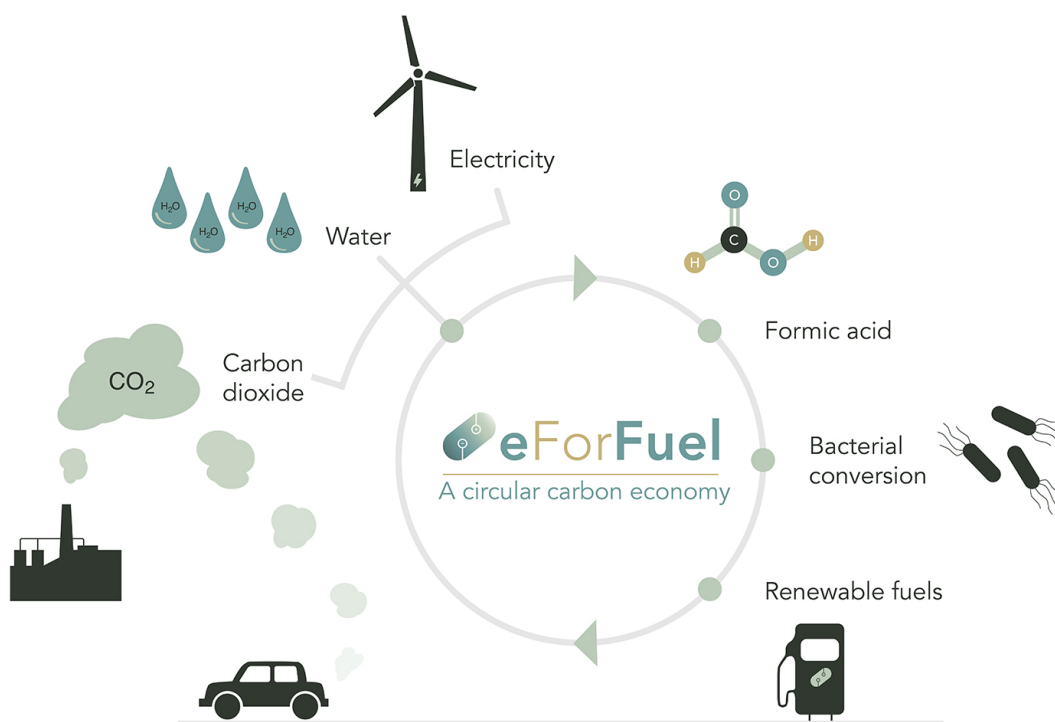 Electricity
H₂O
H₂O
H₂O
H₂O
Water
O
H
C
O
H
Formic acid
Carbon
dioxide
CO₂
eForFuel
A circular carbon economy
Bacterial
conversion
Renewable fuels